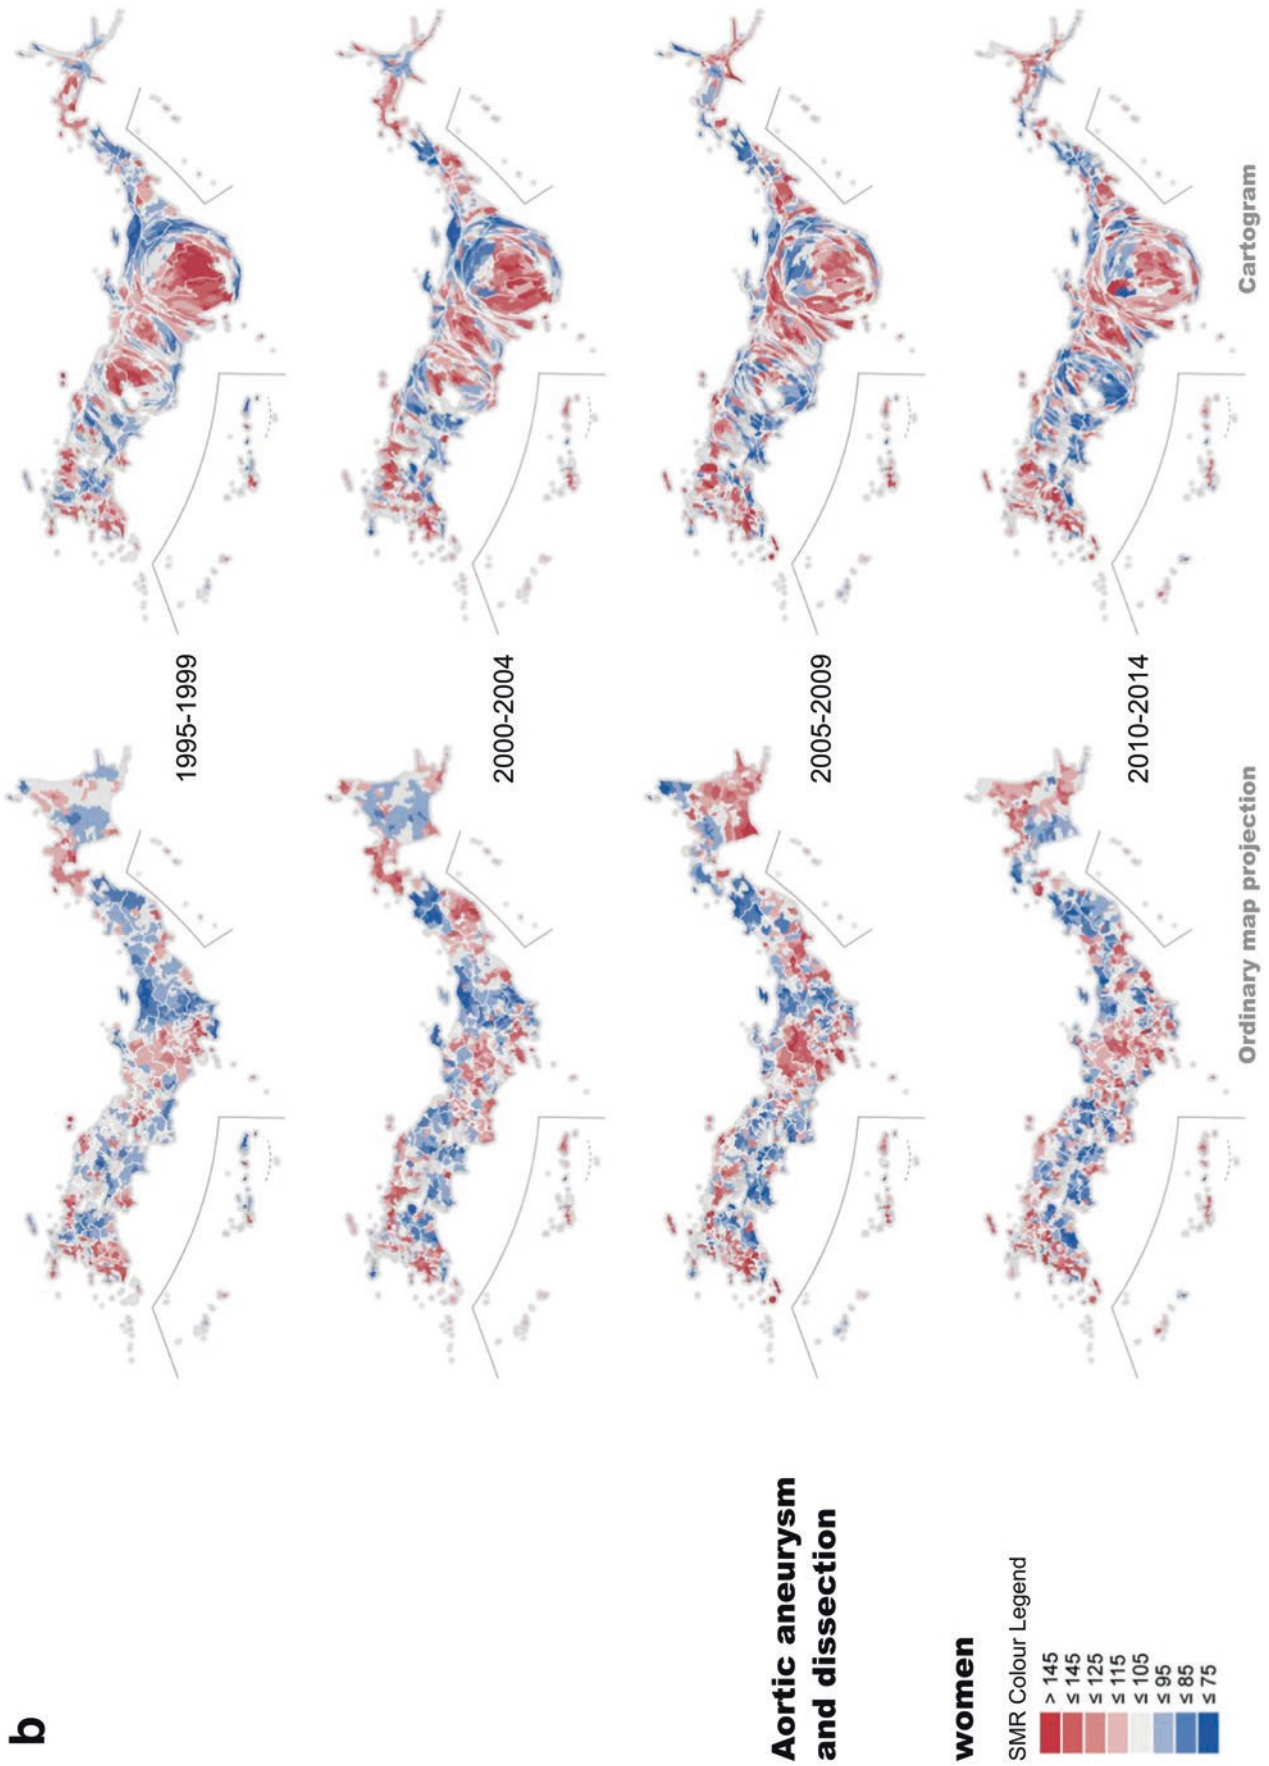 b
Aortic aneurysm
and dissection
women
SMR Colour Legend
> 145
≤ 145
≤ 125
≤ 115
≤ 105
≤ 95
≤ 85
≤ 75
1995-1999
2000-2004
2005-2009
2010-2014
Ordinary map projection
Cartogram